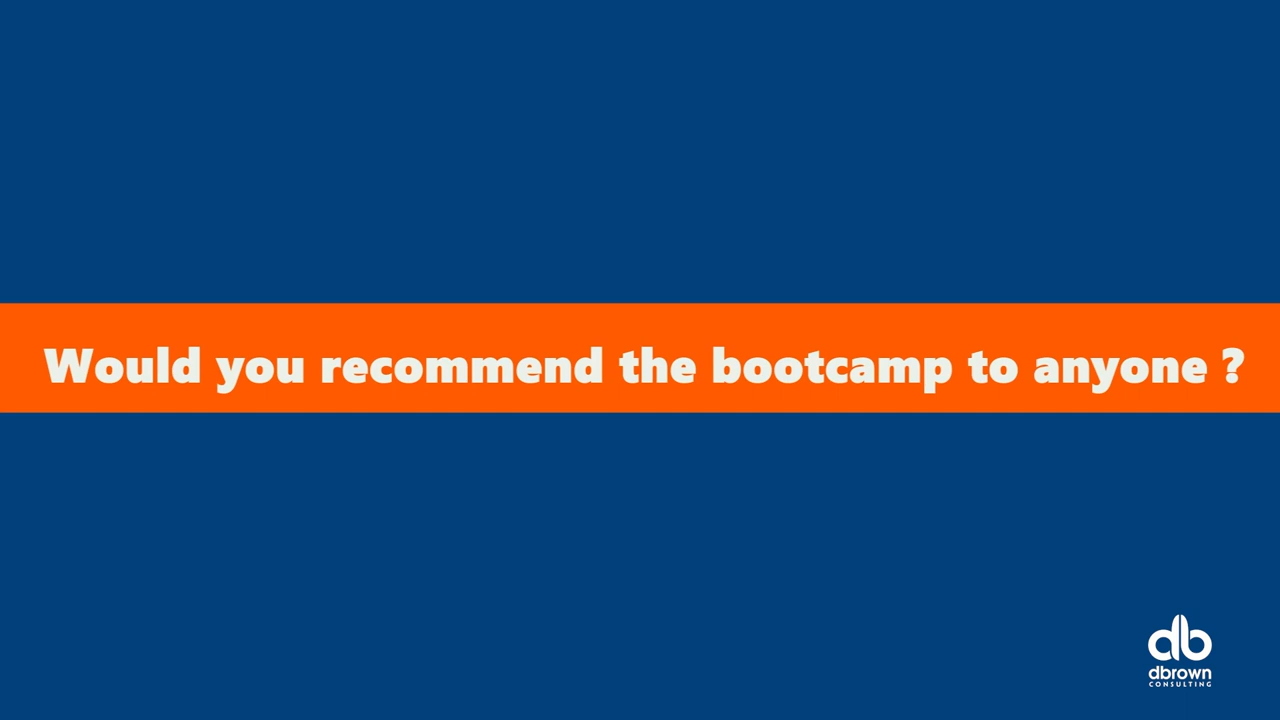 Would you recommend the bootcamp to anyone ?
db
dbrown
CONSULTING